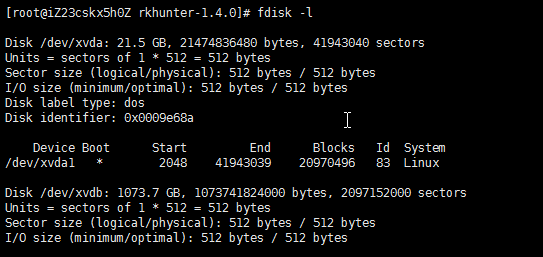 [root@iZ23cskx5h0Z rkhunter-1.4.0]# fdisk -l
Disk /dev/xvda: 21.5 GB, 21474836480 bytes, 41943040 sectors
Units = sectors of 1 * 512 = 512 bytes
Sector size (logical/physical): 512 bytes / 512 bytes
I/O size (minimum/optimal): 512 bytes / 512 bytes
Disk label type: dos
Disk identifier: 0x0009e68a
Device Boot Start End Blocks Id System
/dev/xvda1 * 2048 41943039 20970496 83 Linux
Disk /dev/xvdb: 1073.7 GB, 1073741824000 bytes, 2097152000 sectors
Units = sectors of 1 * 512 = 512 bytes
Sector size (logical/physical): 512 bytes / 512 bytes
I/O size (minimum/optimal): 512 bytes / 512 bytes